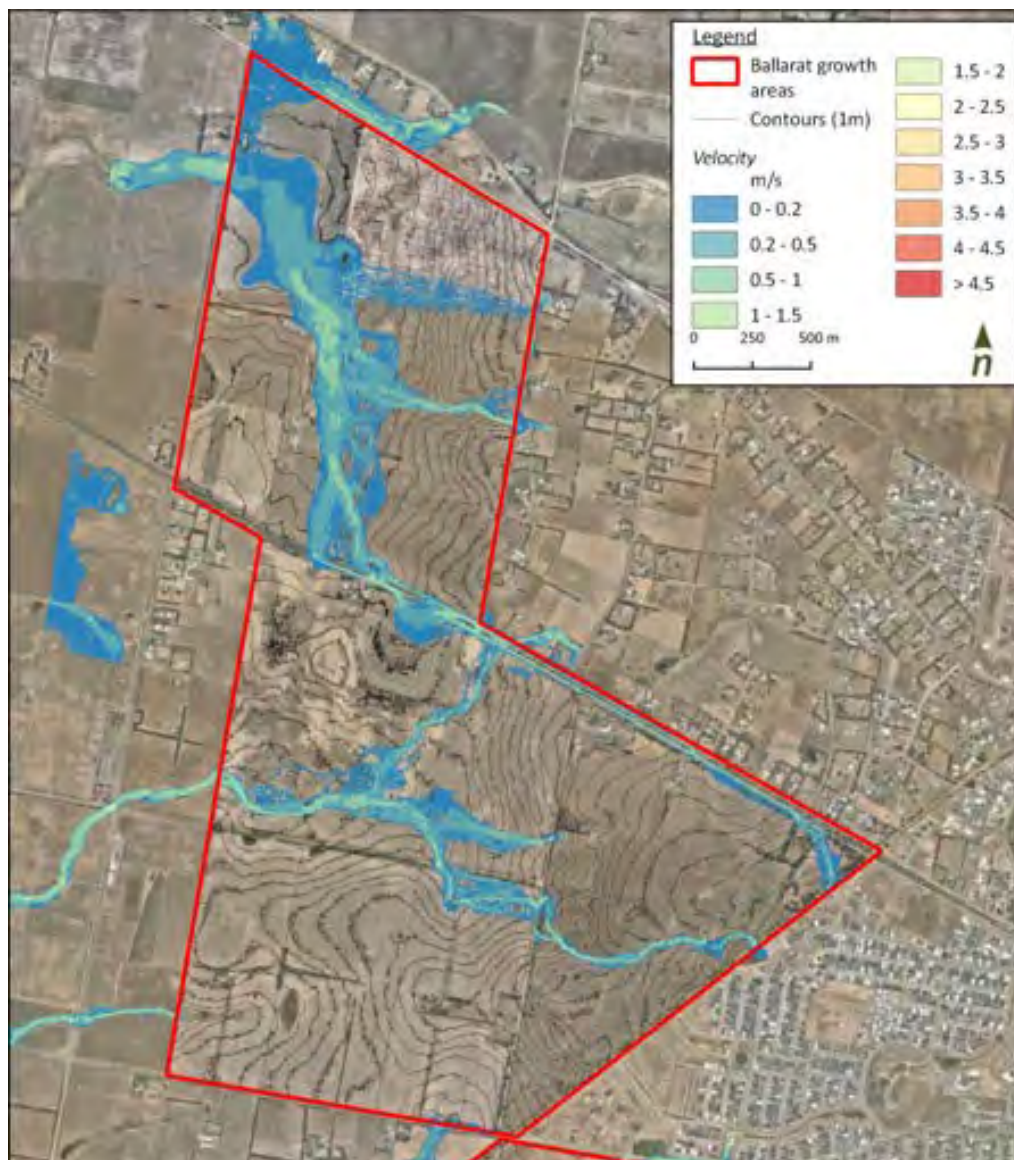 Legend
Ballarat growth
areas
Contours (1m)
Velocity
m/s
0 - 0.2
0.2 - 0.5
0.5 - 1
1 - 1.5
1.5 - 2
2 - 2.5
2.5 - 3
3 - 3.5
3.5 - 4
4 - 4.5
> 4.5
0 250 500 m
n